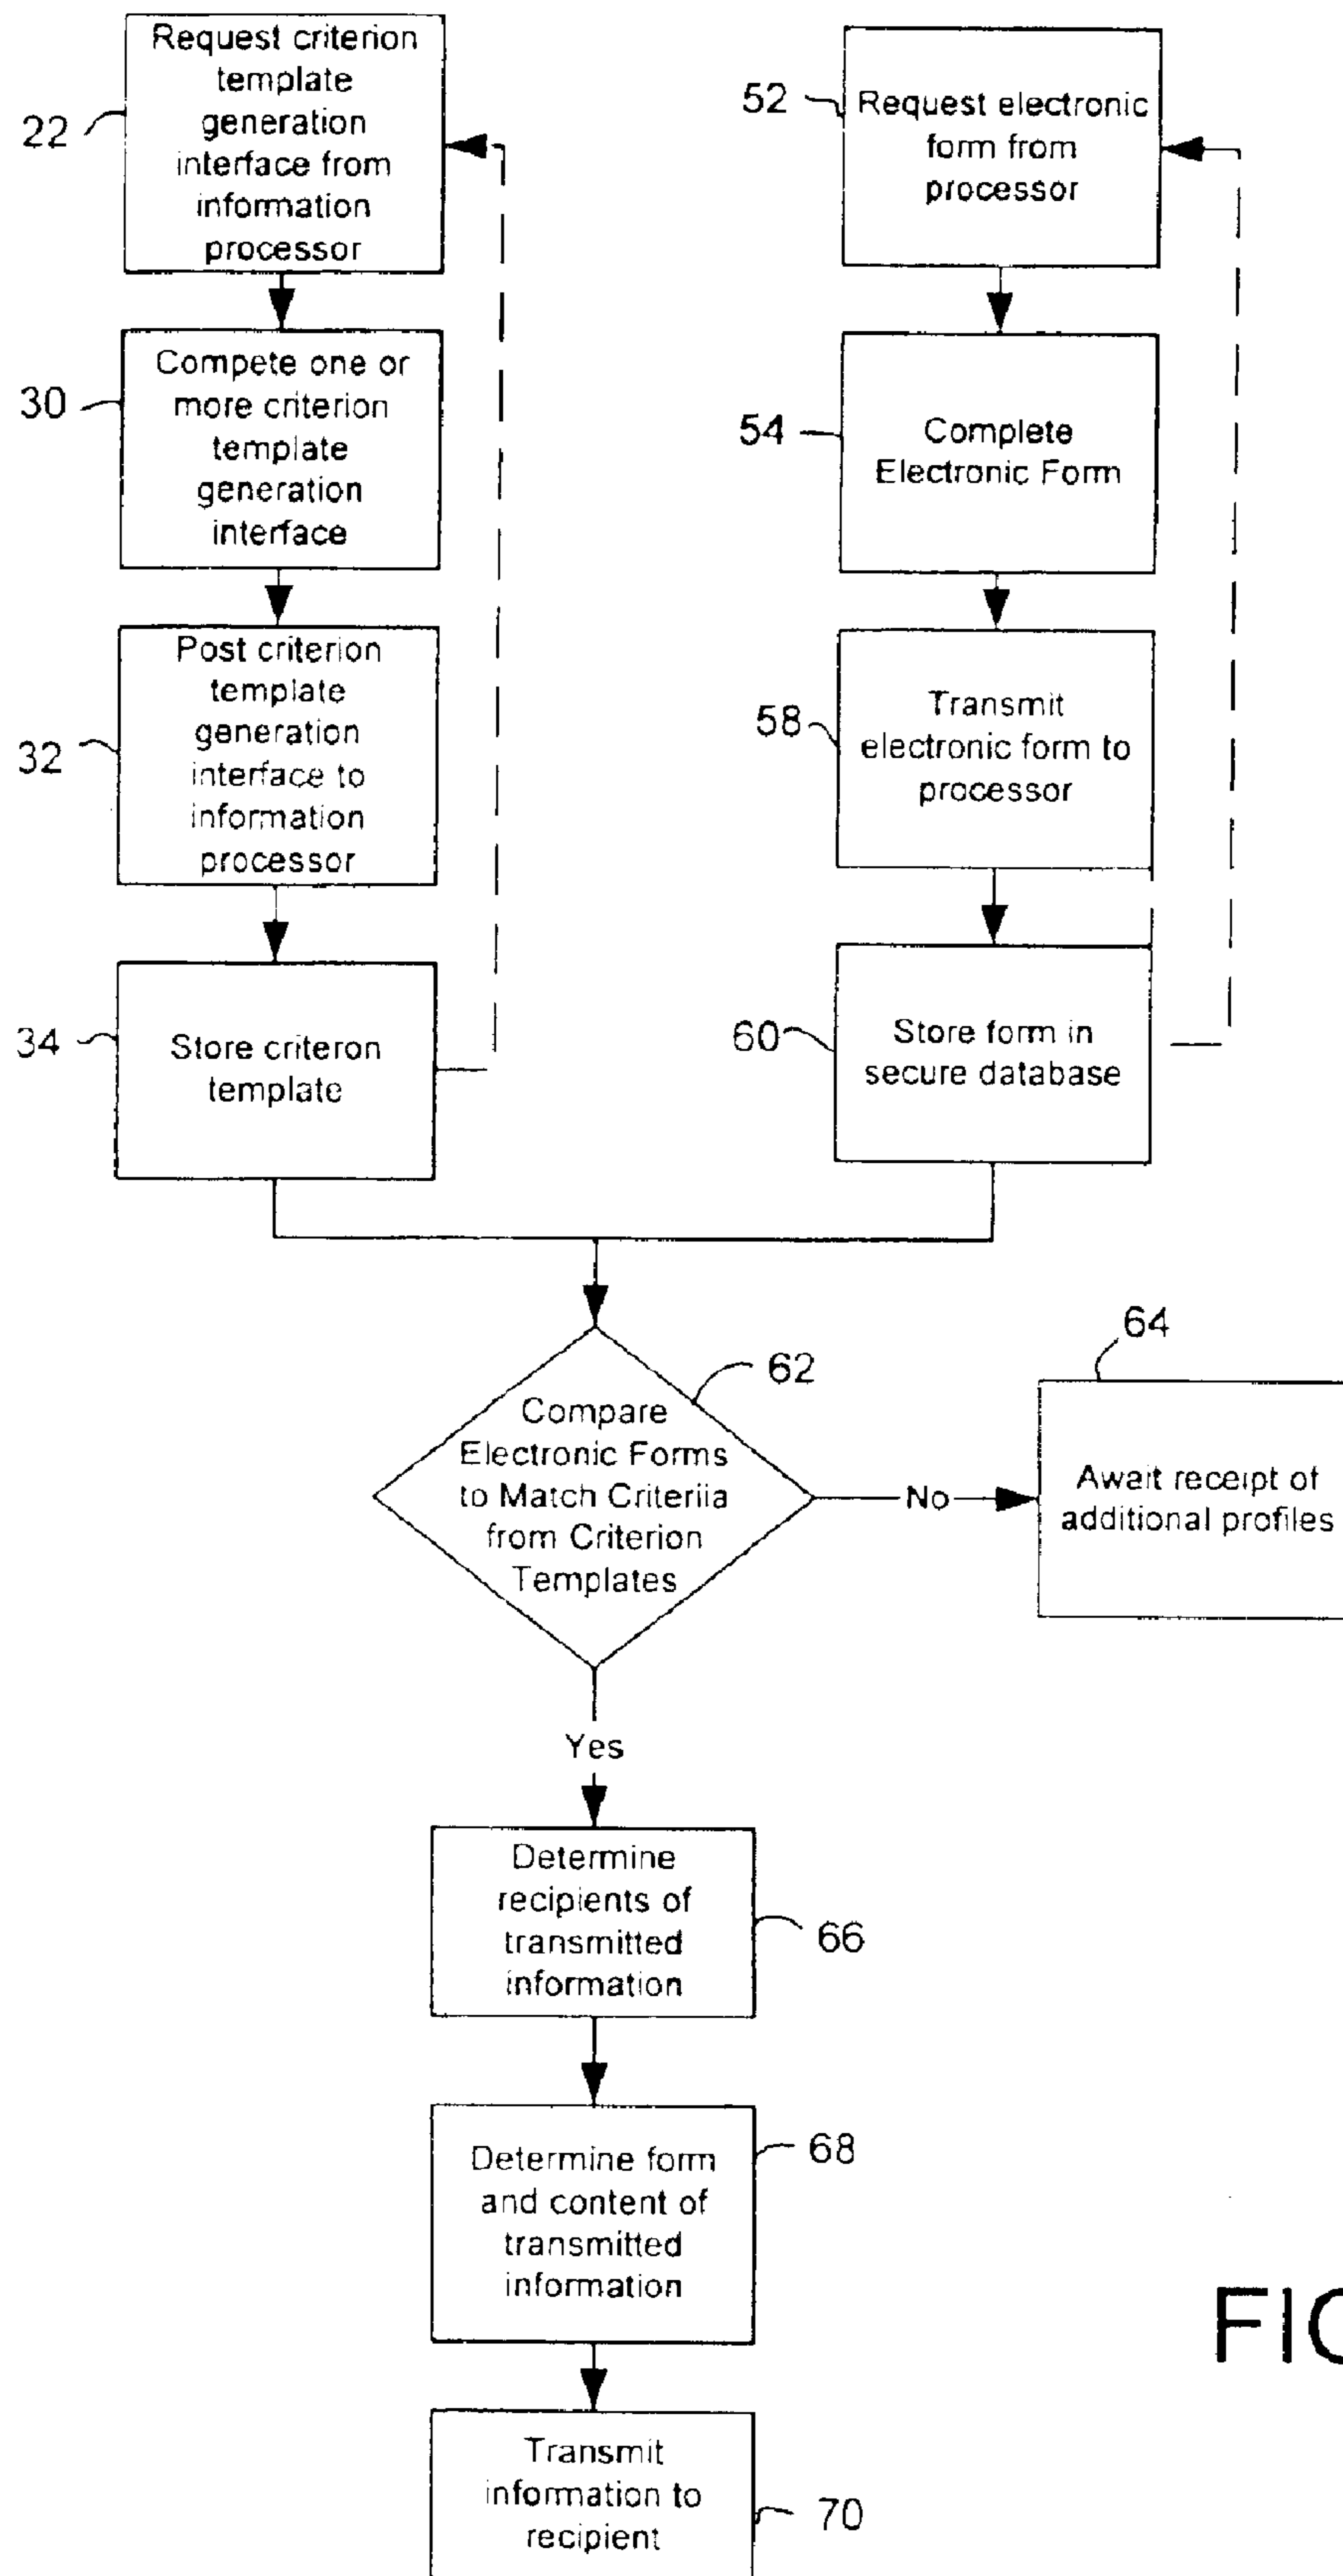 Request criterion
template
generation
interface from
information
processor
22
Compete one or
more criterion
template
generation
interface
30
Post criterion
template
generation
interface to
information
processor
32
Store criteron
template
34
52
Request electronic
form from
processor
54
Complete
Electronic Form
58
Transmit
electronic form to
processor
60
Store form in
secure database
62
Compare
Electronic Forms
to Match Criteriia
from Criterion
Templates
No
64
Await receipt of
additional profiles
Yes
Determine
recipients of
transmitted
information
66
Determine form
and content of
transmitted
information
68
Transmit
information to
recipient
70